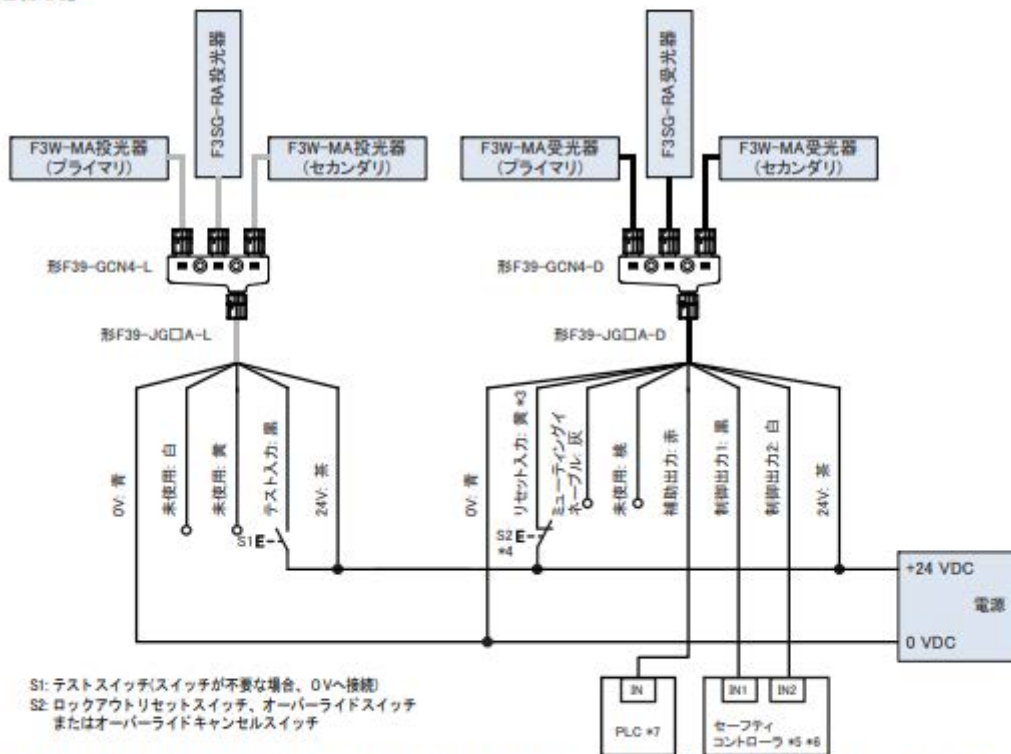 F3SG-RA投光器
F3SG-RA受光器
F3W-MA投光器
(プライマリ)
F3W-MA投光器
(セカンダリ)
F3W-MA受光器
(プライマリ)
F3W-MA受光器
(セカンダリ)
形F39-GCN4-L
形F39-GCN4-D
形F39-JG□A-L
形F39-JG□A-D
0V: 青
未使用: 白
未使用: 黄
テスト入力: 黒
24V: 茶
0V: 青
リセット入力: 黄 *3
ミューティングイ
ネーブル: 灰
未使用: 桃
補助出力: 赤
制御出力1: 黒
制御出力2: 白
24V: 茶
S1
S2
*4
+24 VDC
電源
0 VDC
S1: テストスイッチ(スイッチが不要な場合、0Vへ接続)
S2: ロックアウトリセットスイッチ、オーバーライドスイッチ
またはオーバーライドキャンセルスイッチ
IN
PLC *7
IN1
IN2
セーフティ
コントローラ *5 *6